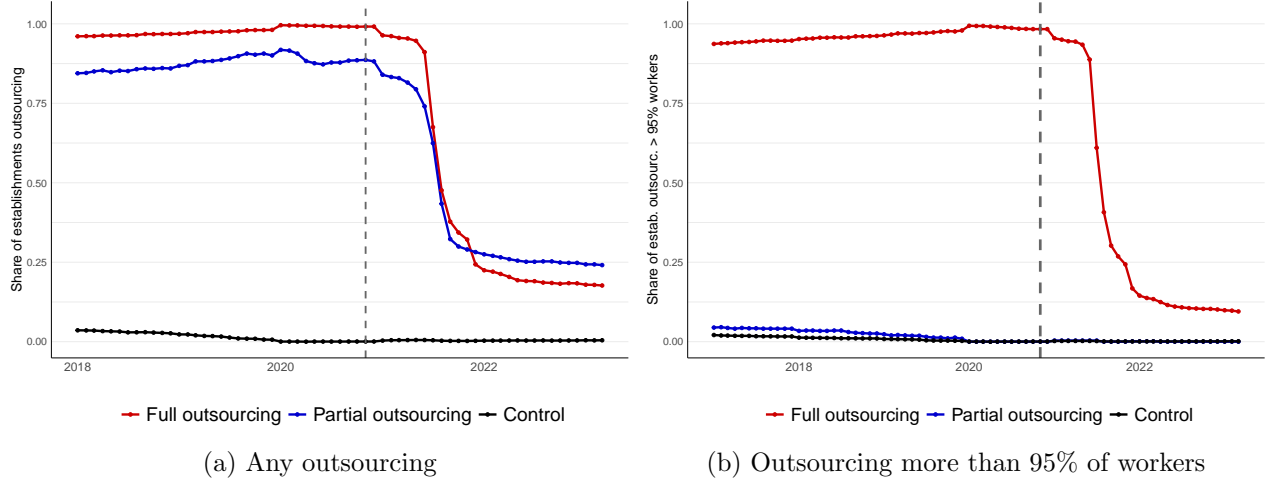 Share of establishments outsourcing
1.00
0.75
0.50
0.25
0.00
2018 2020 2022
Full outsourcing Partial outsourcing Control
(a) Any outsourcing
Share of estab. outsourc. > 95% workers
1.00
0.75
0.50
0.25
0.00
2018 2020 2022
Full outsourcing Partial outsourcing Control
(b) Outsourcing more than 95% of workers